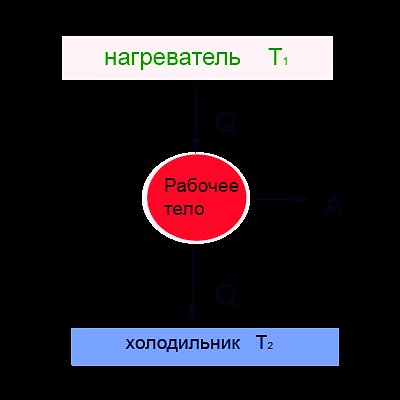 нагреватель T₁
Q₁
Рабочее
тело
A
Q₂
холодильник T₂